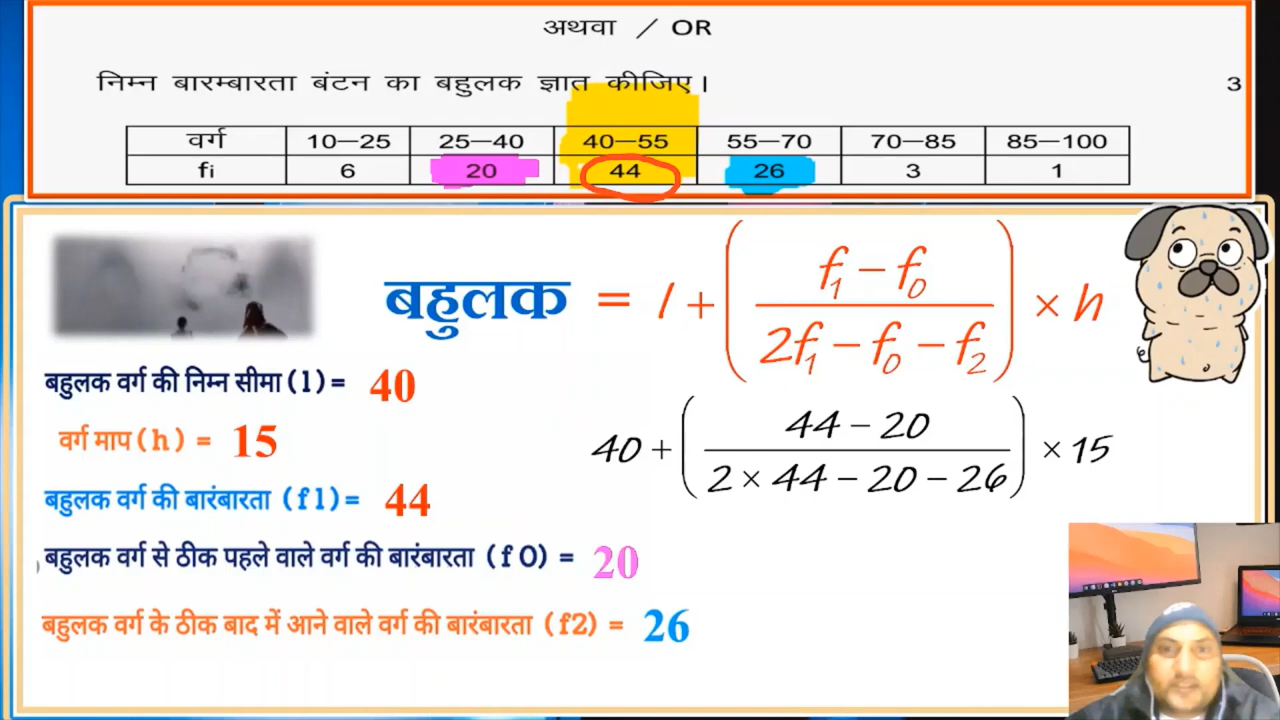 अथवा / OR
निम्न बारम्बारता बंटन का बहुलक ज्ञात कीजिए। 3
वर्ग 10–25 25–40 40–55 55–70 70–85 85–100
fi 6 20 44 26 3 1
बहुलक = l + ( f₁ − f₀ / 2f₁ − f₀ − f₂ ) × h
बहुलक वर्ग की निम्न सीमा (l) = 40
वर्ग माप (h) = 15
40 + ( 44 − 20 / 2 × 44 − 20 − 26 ) × 15
बहुलक वर्ग की बारंबारता (f1) = 44
बहुलक वर्ग से ठीक पहले वाले वर्ग की बारंबारता (f0) = 20
बहुलक वर्ग के ठीक बाद में आने वाले वर्ग की बारंबारता (f2) = 26